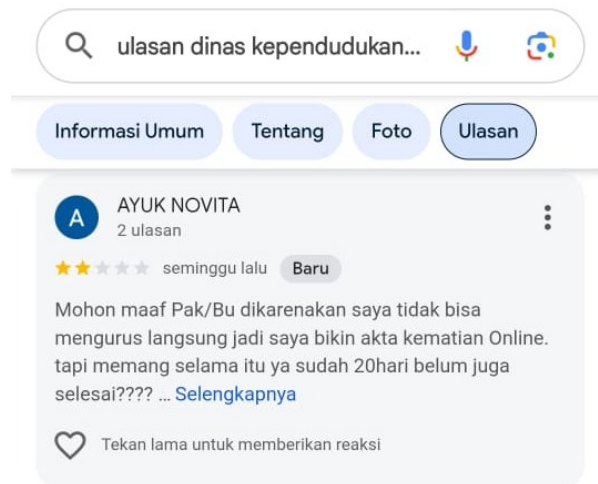 ulasan dinas kependudukan...
Informasi Umum
Tentang
Foto
Ulasan
A
AYUK NOVITA
2 ulasan
seminggu lalu
Baru
Mohon maaf Pak/Bu dikarenakan saya tidak bisa
mengurus langsung jadi saya bikin akta kematian Online.
tapi memang selama itu ya sudah 20hari belum juga
selesai???? ... Selengkapnya
Tekan lama untuk memberikan reaksi